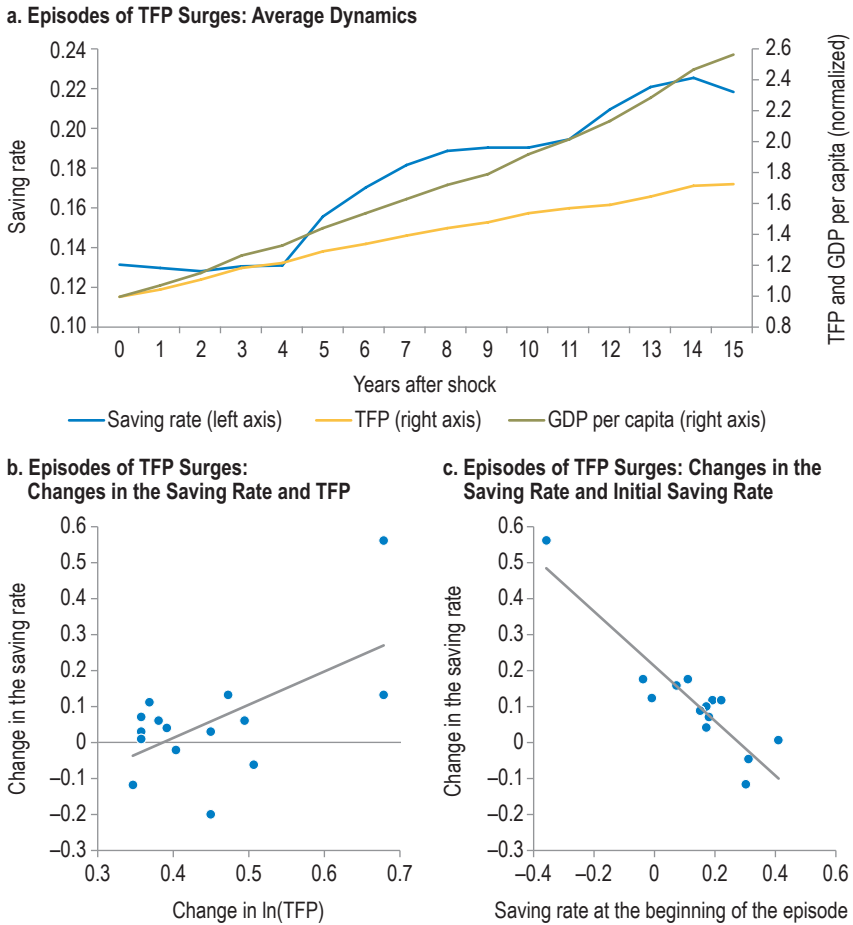 a. Episodes of TFP Surges: Average Dynamics
0.24
0.22
0.20
0.18
0.16
0.14
0.12
0.10
Saving rate
2.6
2.4
2.2
2.0
1.8
1.6
1.4
1.2
1.0
0.8
TFP and GDP per capita (normalized)
0 1 2 3 4 5 6 7 8 9 10 11 12 13 14 15
Years after shock
Saving rate (left axis) TFP (right axis) GDP per capita (right axis)
b. Episodes of TFP Surges:
Changes in the Saving Rate and TFP
0.6
0.5
0.4
0.3
0.2
0.1
0
–0.1
–0.2
–0.3
Change in the saving rate
0.3 0.4 0.5 0.6 0.7
Change in ln(TFP)
c. Episodes of TFP Surges: Changes in the
Saving Rate and Initial Saving Rate
0.6
0.5
0.4
0.3
0.2
0.1
0
–0.1
–0.2
–0.3
Change in the saving rate
–0.4 –0.2 0 0.2 0.4 0.6
Saving rate at the beginning of the episode